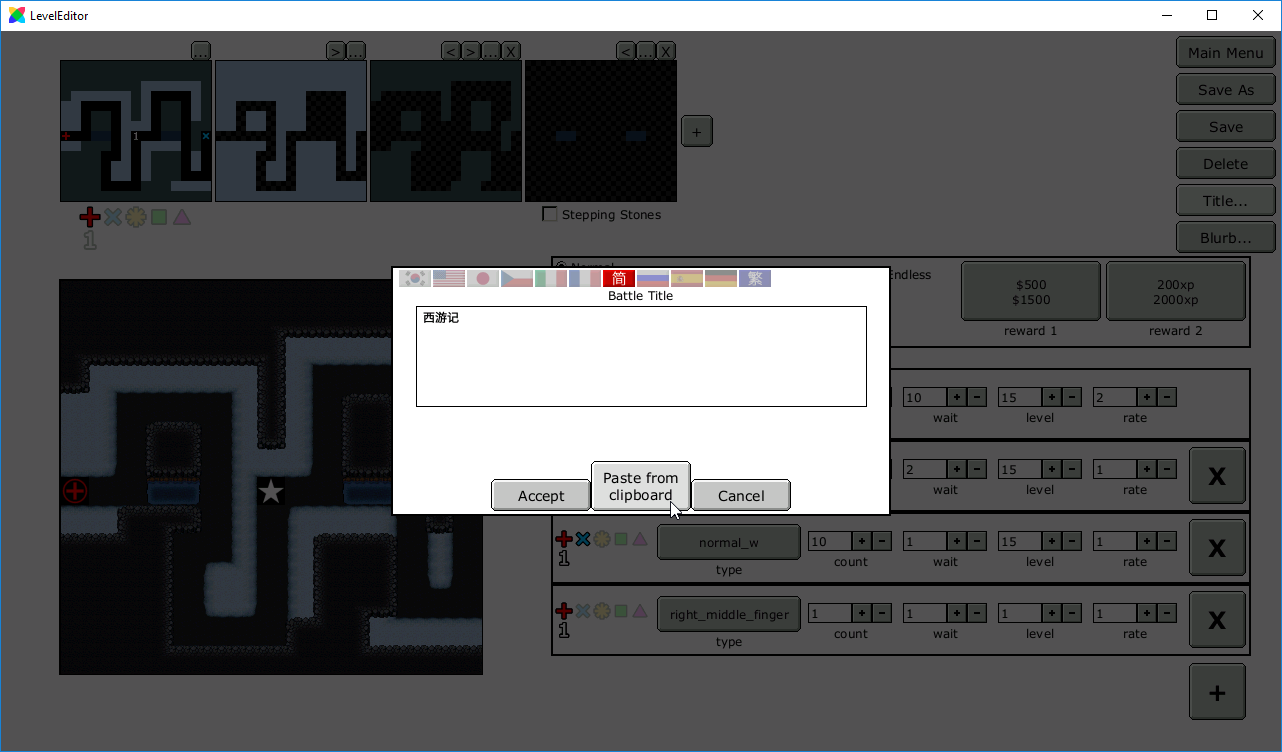 LevelEditor
... > ... < > ... X < ... X
1
+
Main Menu
Save As
Save
Delete
Title...
Blurb...
1
Stepping Stones
Normal
Endless
$500
$1500
reward 1
200xp
2000xp
reward 2
简 繁
Battle Title
西游记
Accept
Paste from
clipboard
Cancel
10 + - 15 + - 2 + -
wait level rate
2 + - 15 + - 1 + - X
wait level rate
1 normal_w 10 + - 1 + - 15 + - 1 + - X
type count wait level rate
1 right_middle_finger 1 + - 1 + - 1 + - 1 + - X
type count wait level rate
+